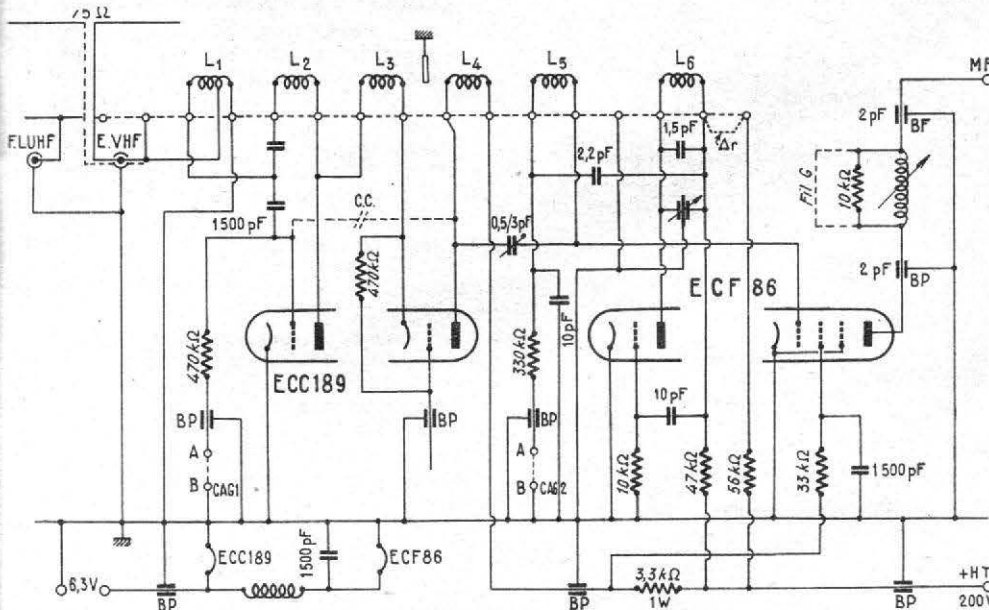 75 Ω
L1 L2 L3 L4 L5 L6
MF
F.LUHF E.VHF
1,5 pF
Δr
2 pF BF
2,2 pF
Fil G
10 kΩ
1500 pF
C.C.
0,5/3 pF
470 kΩ
2 pF BP
ECF 86
10 pF
470 kΩ
330 kΩ
ECC189
10 pF
BP BP BP
A A
10 kΩ 47 kΩ 56 kΩ 33 kΩ
1500 pF
B CAG1 B CAG2
ECC189
1500 pF
ECF86
6,3V
3,3 kΩ
1W
+HT
200V
BP BP BP